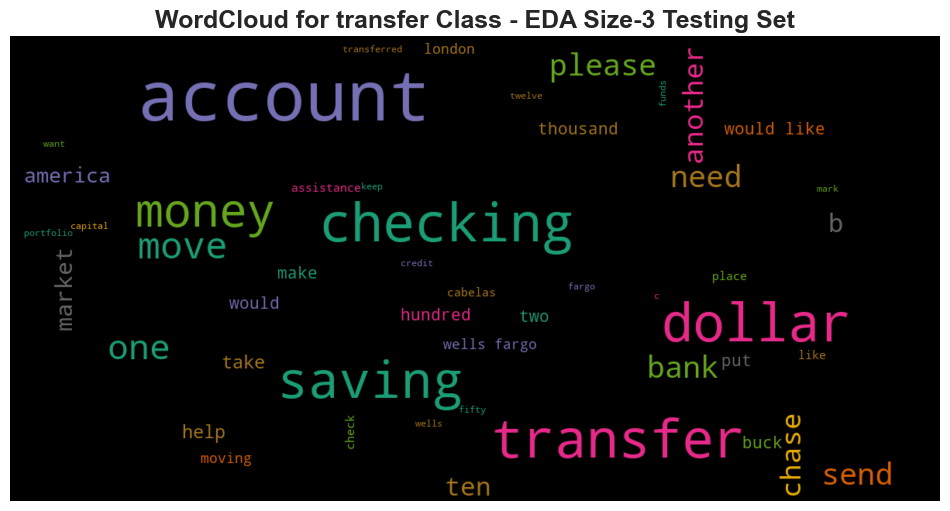 WordCloud for transfer Class - EDA Size-3 Testing Set
transferred
london
please
another
account
twelve
funds
thousand
would like
want
america
need
assistance
keep
mark
money
checking
b
capital
portfolio
move
market
make
credit
place
fargo
cabelas
c
would
hundred
two
dollar
one
wells fargo
like
take
bank
put
saving
fifty
help
check
wells
transfer
buck
chase
moving
send
ten